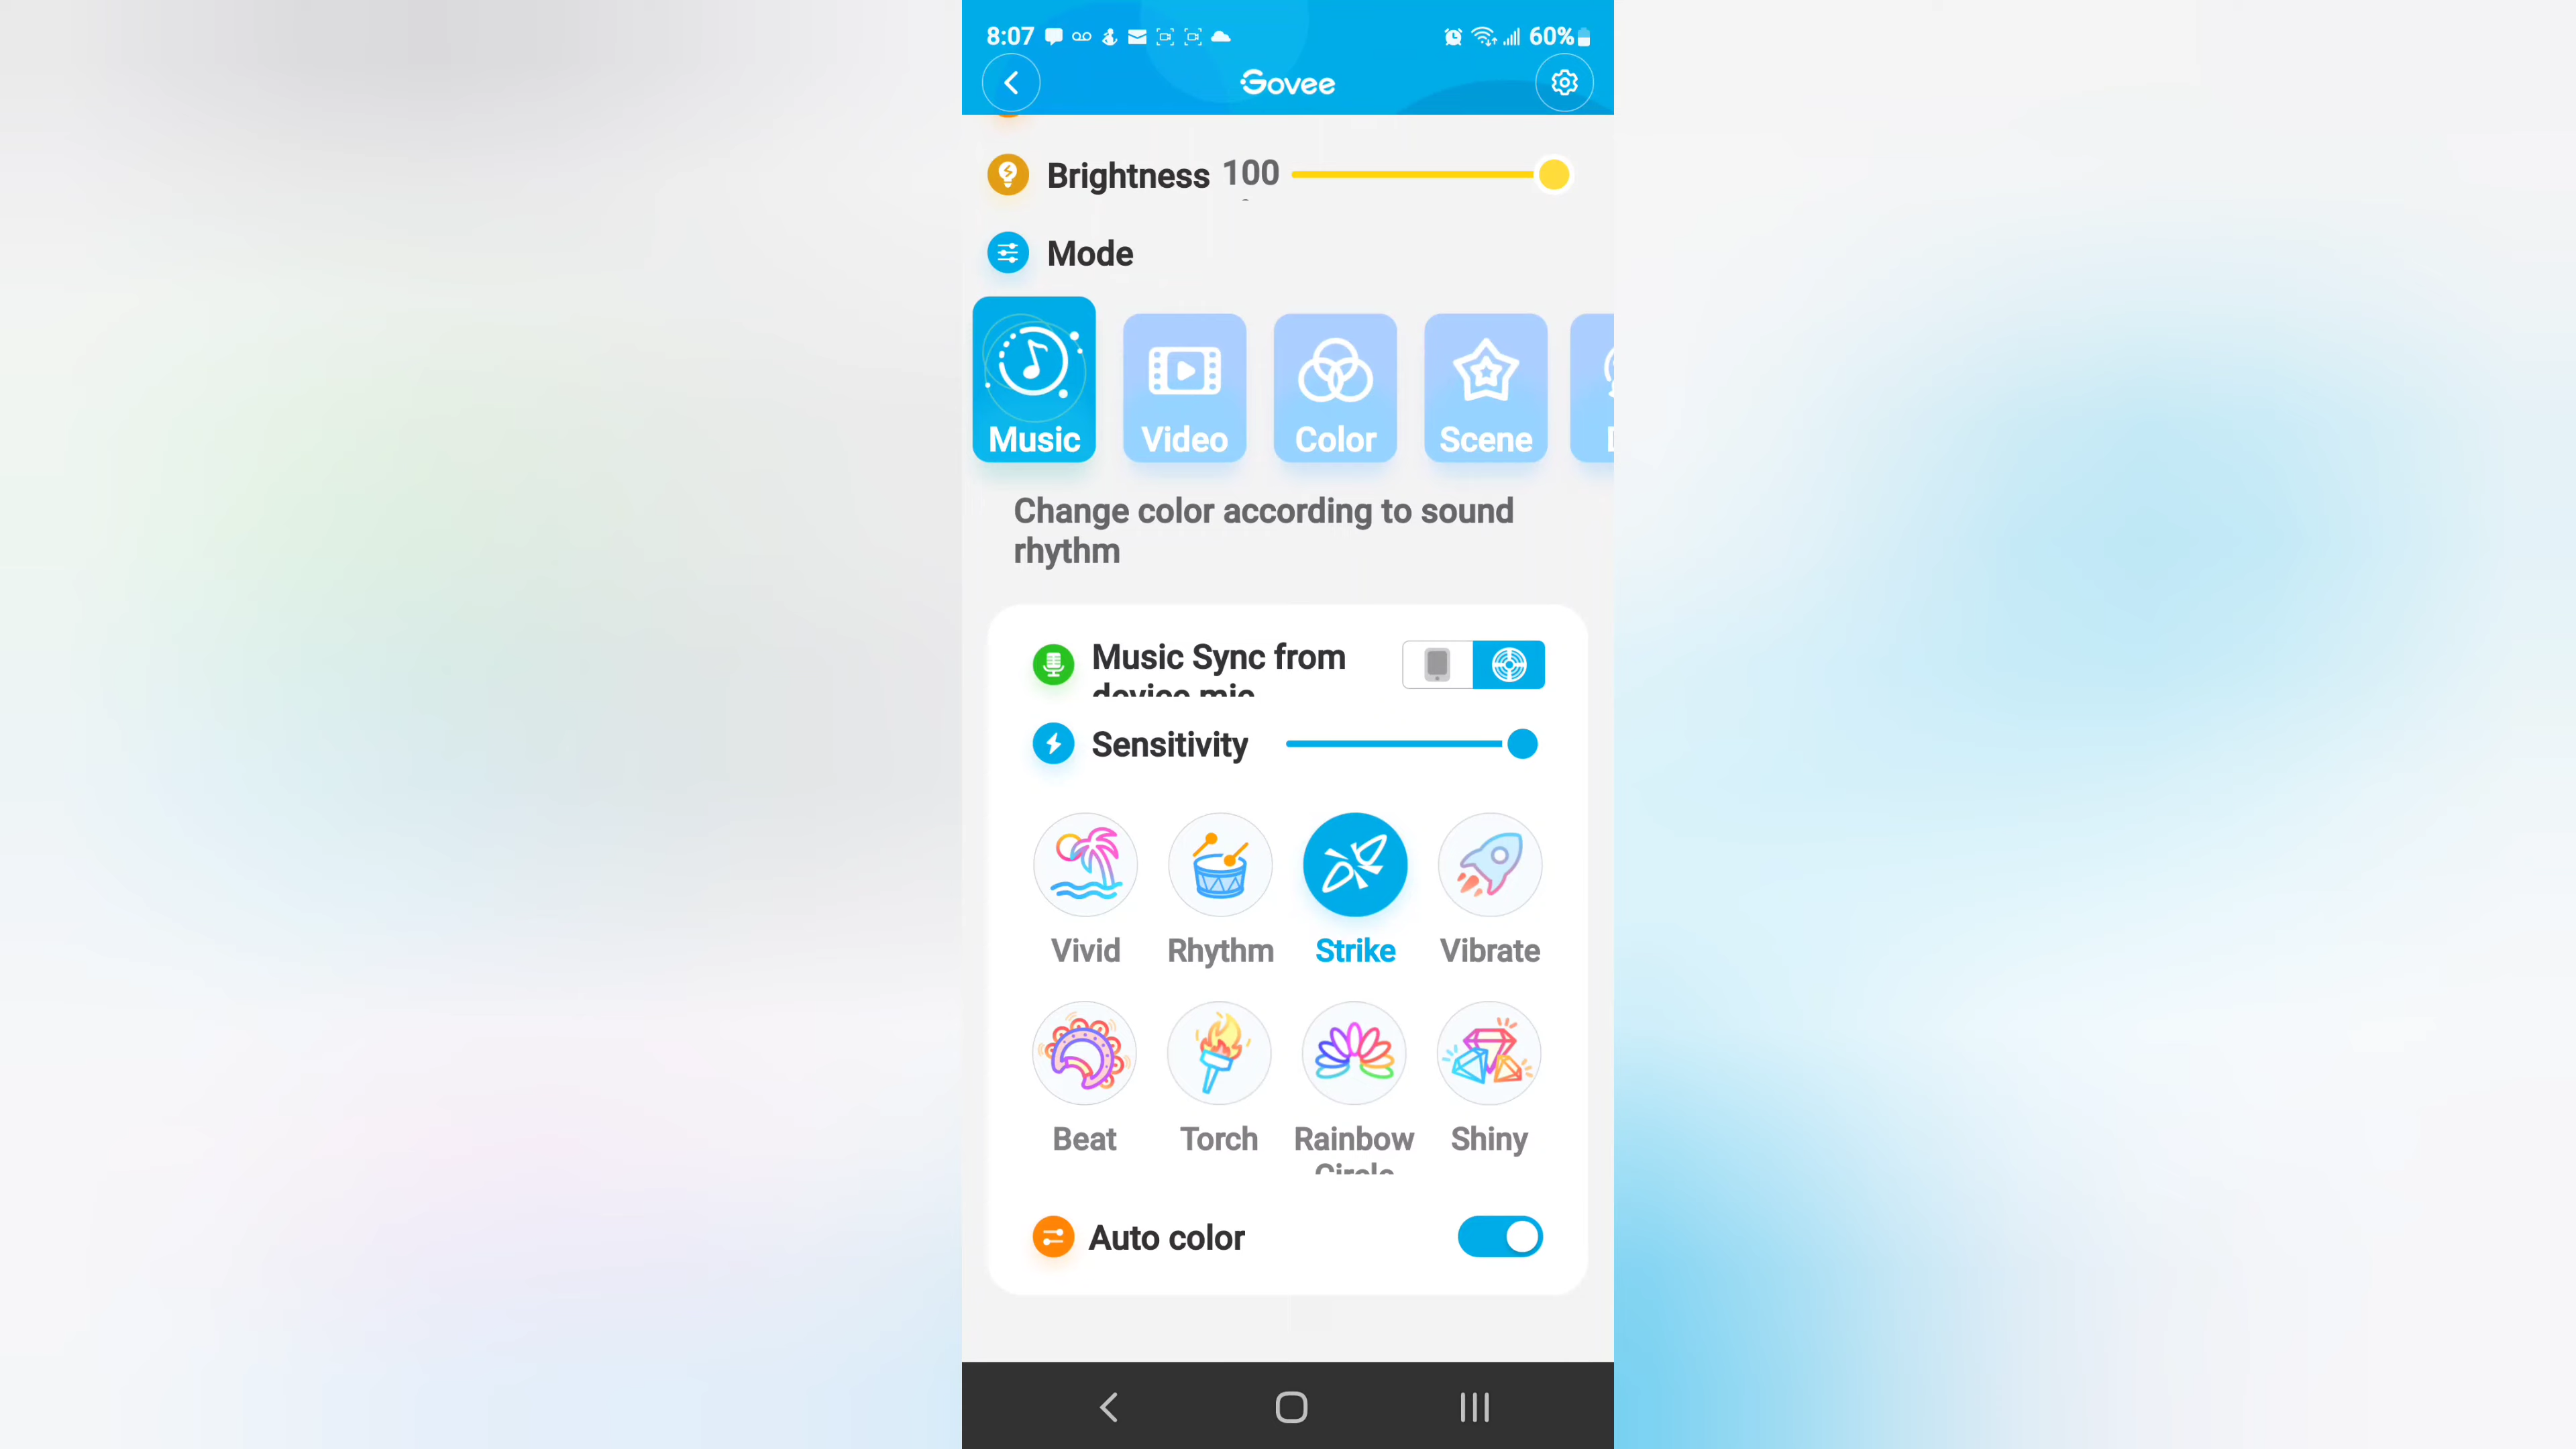 8:07 60%
Govee
Brightness 100
Mode
Music Video Color Scene
Change color according to sound
rhythm
Music Sync from
device mic
Sensitivity
Vivid Rhythm Strike Vibrate
Beat Torch Rainbow Shiny
Circle
Auto color